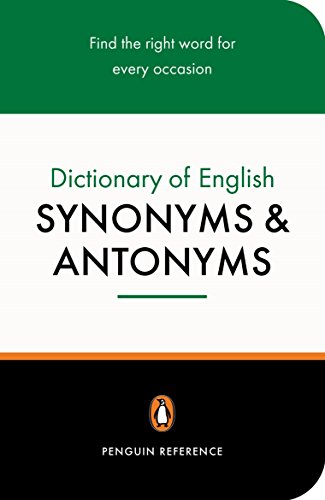 Find the right word for
every occasion
Dictionary of English
SYNONYMS &
ANTONYMS
PENGUIN REFERENCE